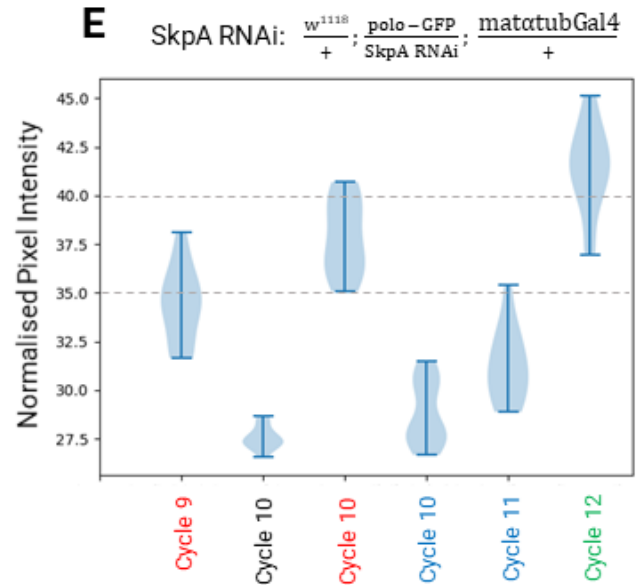 E
SkpA RNAi: w¹¹¹⁸/+ ; polo−GFP/SkpA RNAi ; matαtubGal4/+
Normalised Pixel Intensity
45.0
42.5
40.0
37.5
35.0
32.5
30.0
27.5
Cycle 9
Cycle 10
Cycle 10
Cycle 10
Cycle 11
Cycle 12